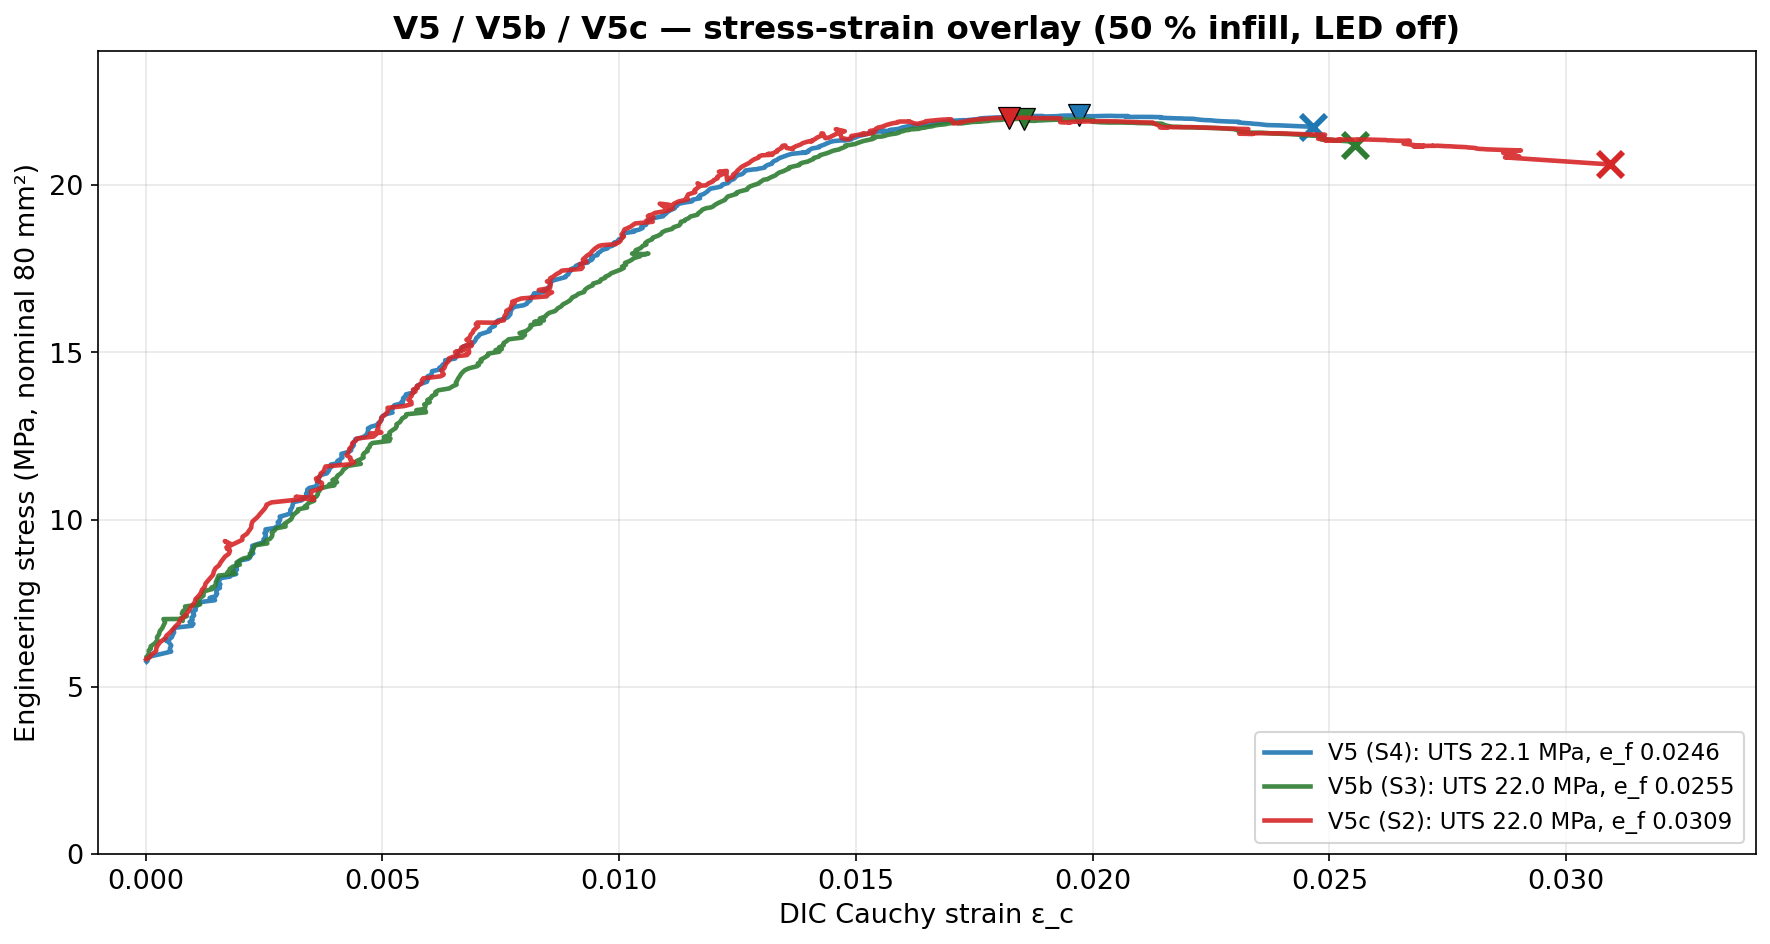 V5 / V5b / V5c — stress-strain overlay (50 % infill, LED off)
Engineering stress (MPa, nominal 80 mm²)
20
15
10
5
0
0.000 0.005 0.010 0.015 0.020 0.025 0.030
DIC Cauchy strain ε_c
V5 (S4): UTS 22.1 MPa, e_f 0.0246
V5b (S3): UTS 22.0 MPa, e_f 0.0255
V5c (S2): UTS 22.0 MPa, e_f 0.0309